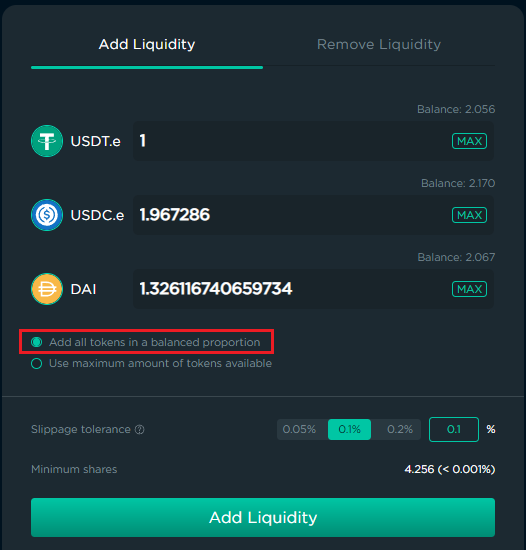 Add Liquidity Remove Liquidity
Balance: 2.056
USDT.e 1 MAX
Balance: 2.170
USDC.e 1.967286 MAX
Balance: 2.067
DAI 1.326116740659734 MAX
Add all tokens in a balanced proportion
Use maximum amount of tokens available
Slippage tolerance 0.05% 0.1% 0.2% 0.1 %
Minimum shares 4.256 (< 0.001%)
Add Liquidity